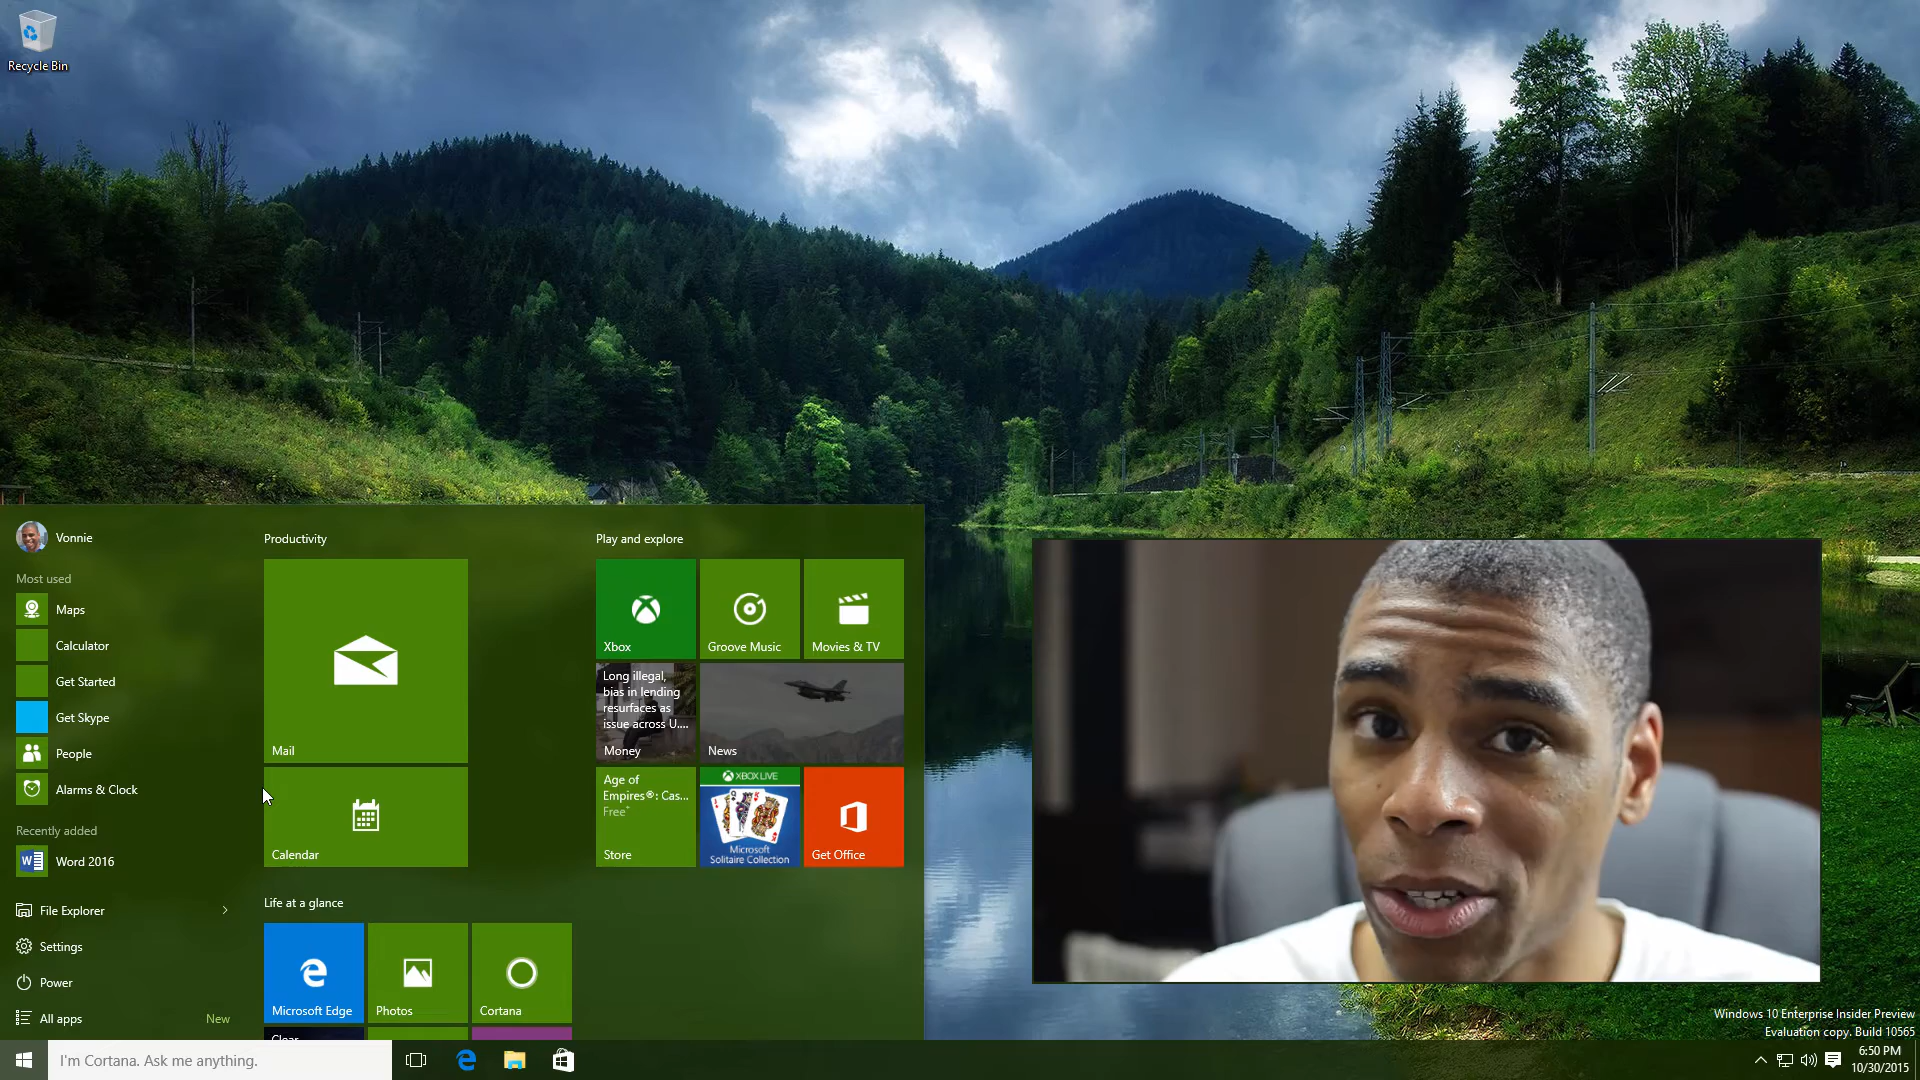 Recycle Bin
Vonnie
Most used
Maps
Calculator
Get Started
Get Skype
People
Alarms & Clock
Recently added
Word 2016
File Explorer
Settings
Power
All apps
New
Productivity
Mail
Calendar
Life at a glance
Microsoft Edge
Photos
Cortana
Clear
Play and explore
Xbox
Groove Music
Movies & TV
Long illegal,
bias in lending
resurfaces as
issue across U....
Money
News
Age of
Empires®: Cas...
Free*
Store
XBOX LIVE
Microsoft
Solitaire Collection
Get Office
Windows 10 Enterprise Insider Preview
Evaluation copy. Build 10565
I'm Cortana. Ask me anything.
6:50 PM
10/30/2015